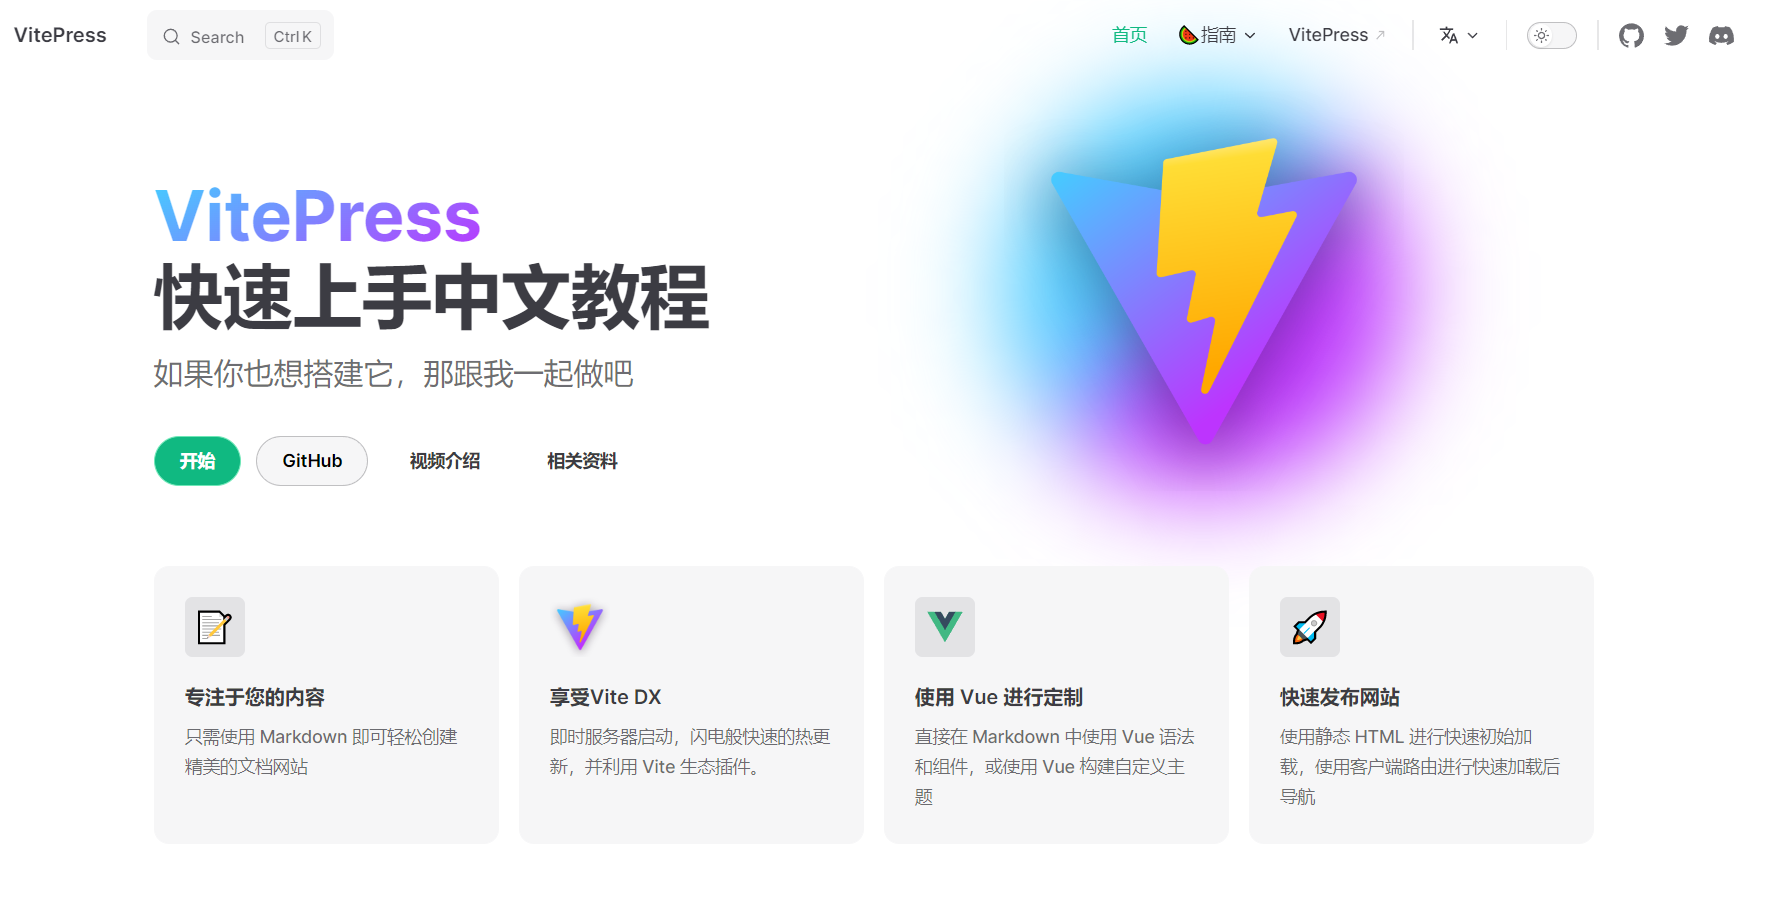 VitePress
Search Ctrl K
首页 指南 VitePress
VitePress
快速上手中文教程
如果你也想搭建它，那跟我一起做吧
开始 GitHub 视频介绍 相关资料
专注于您的内容
只需使用 Markdown 即可轻松创建
精美的文档网站
享受Vite DX
即时服务器启动，闪电般快速的热更
新，并利用 Vite 生态插件。
使用 Vue 进行定制
直接在 Markdown 中使用 Vue 语法
和组件，或使用 Vue 构建自定义主
题
快速发布网站
使用静态 HTML 进行快速初始加
载，使用客户端路由进行快速加载后
导航